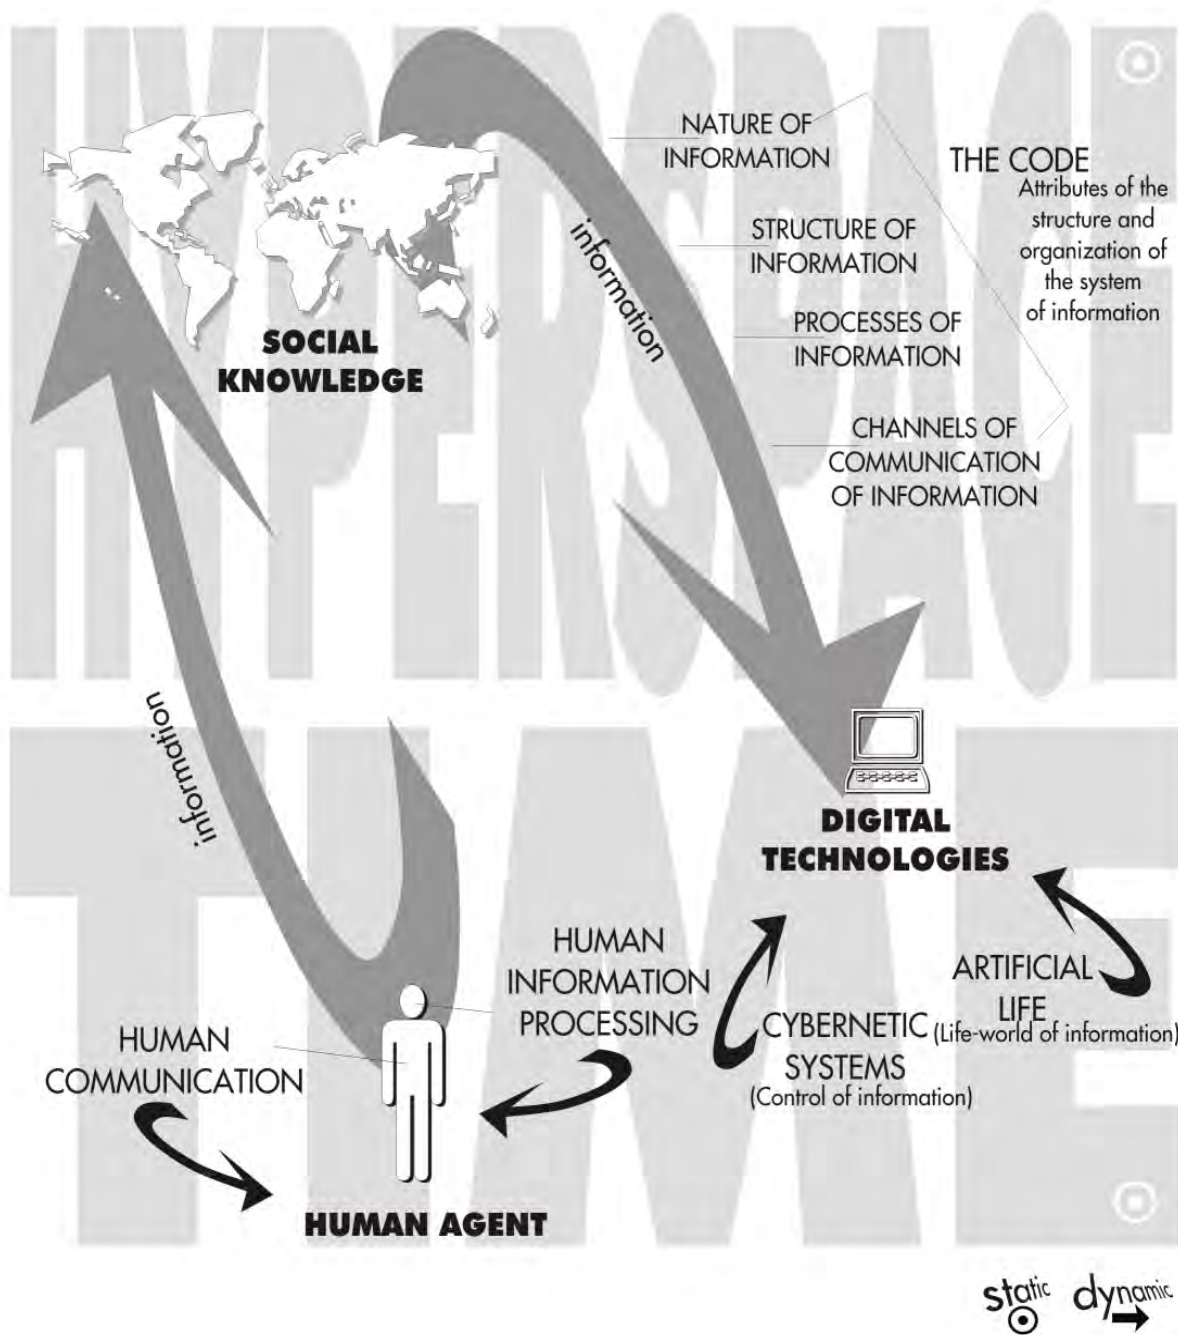 HYPERSPACE
NATURE OF
INFORMATION
THE CODE
Attributes of the
structure and
organization of
the system
of information
STRUCTURE OF
INFORMATION
information
PROCESSES OF
INFORMATION
SOCIAL
KNOWLEDGE
CHANNELS OF
COMMUNICATION
OF INFORMATION
TIME
information
DIGITAL
TECHNOLOGIES
HUMAN
INFORMATION
PROCESSING
ARTIFICIAL
LIFE
(Life-world of information)
CYBERNETIC
SYSTEMS
(Control of information)
HUMAN
COMMUNICATION
HUMAN AGENT
static
dynamic